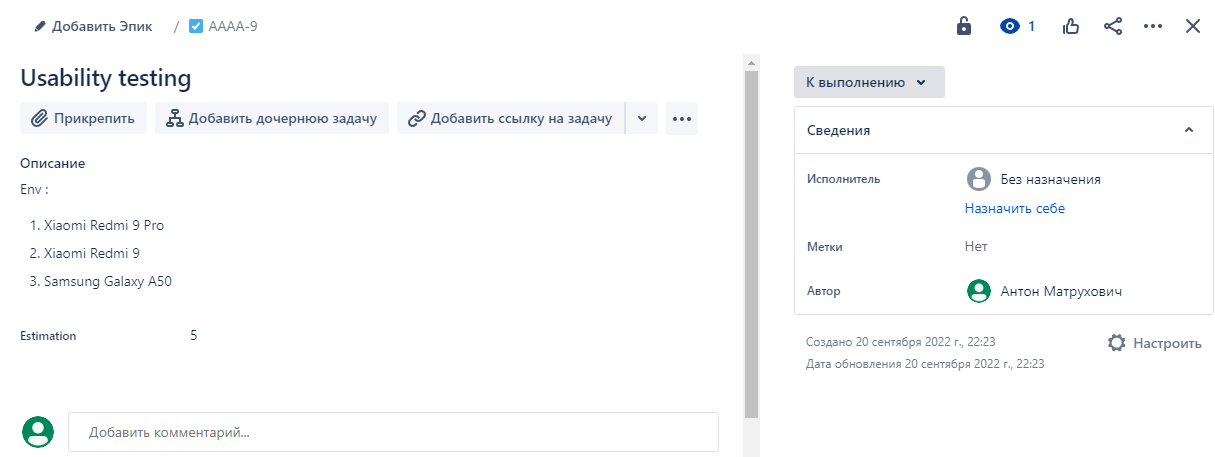 Добавить Эпик / AAAA-9
1
Usability testing
Прикрепить Добавить дочернюю задачу Добавить ссылку на задачу
Описание
Env :
1. Xiaomi Redmi 9 Pro
2. Xiaomi Redmi 9
3. Samsung Galaxy A50
Estimation 5
Добавить комментарий...
К выполнению
Сведения
Исполнитель Без назначения
Назначить себе
Метки Нет
Автор Антон Матрухович
Создано 20 сентября 2022 г., 22:23 Настроить
Дата обновления 20 сентября 2022 г., 22:23